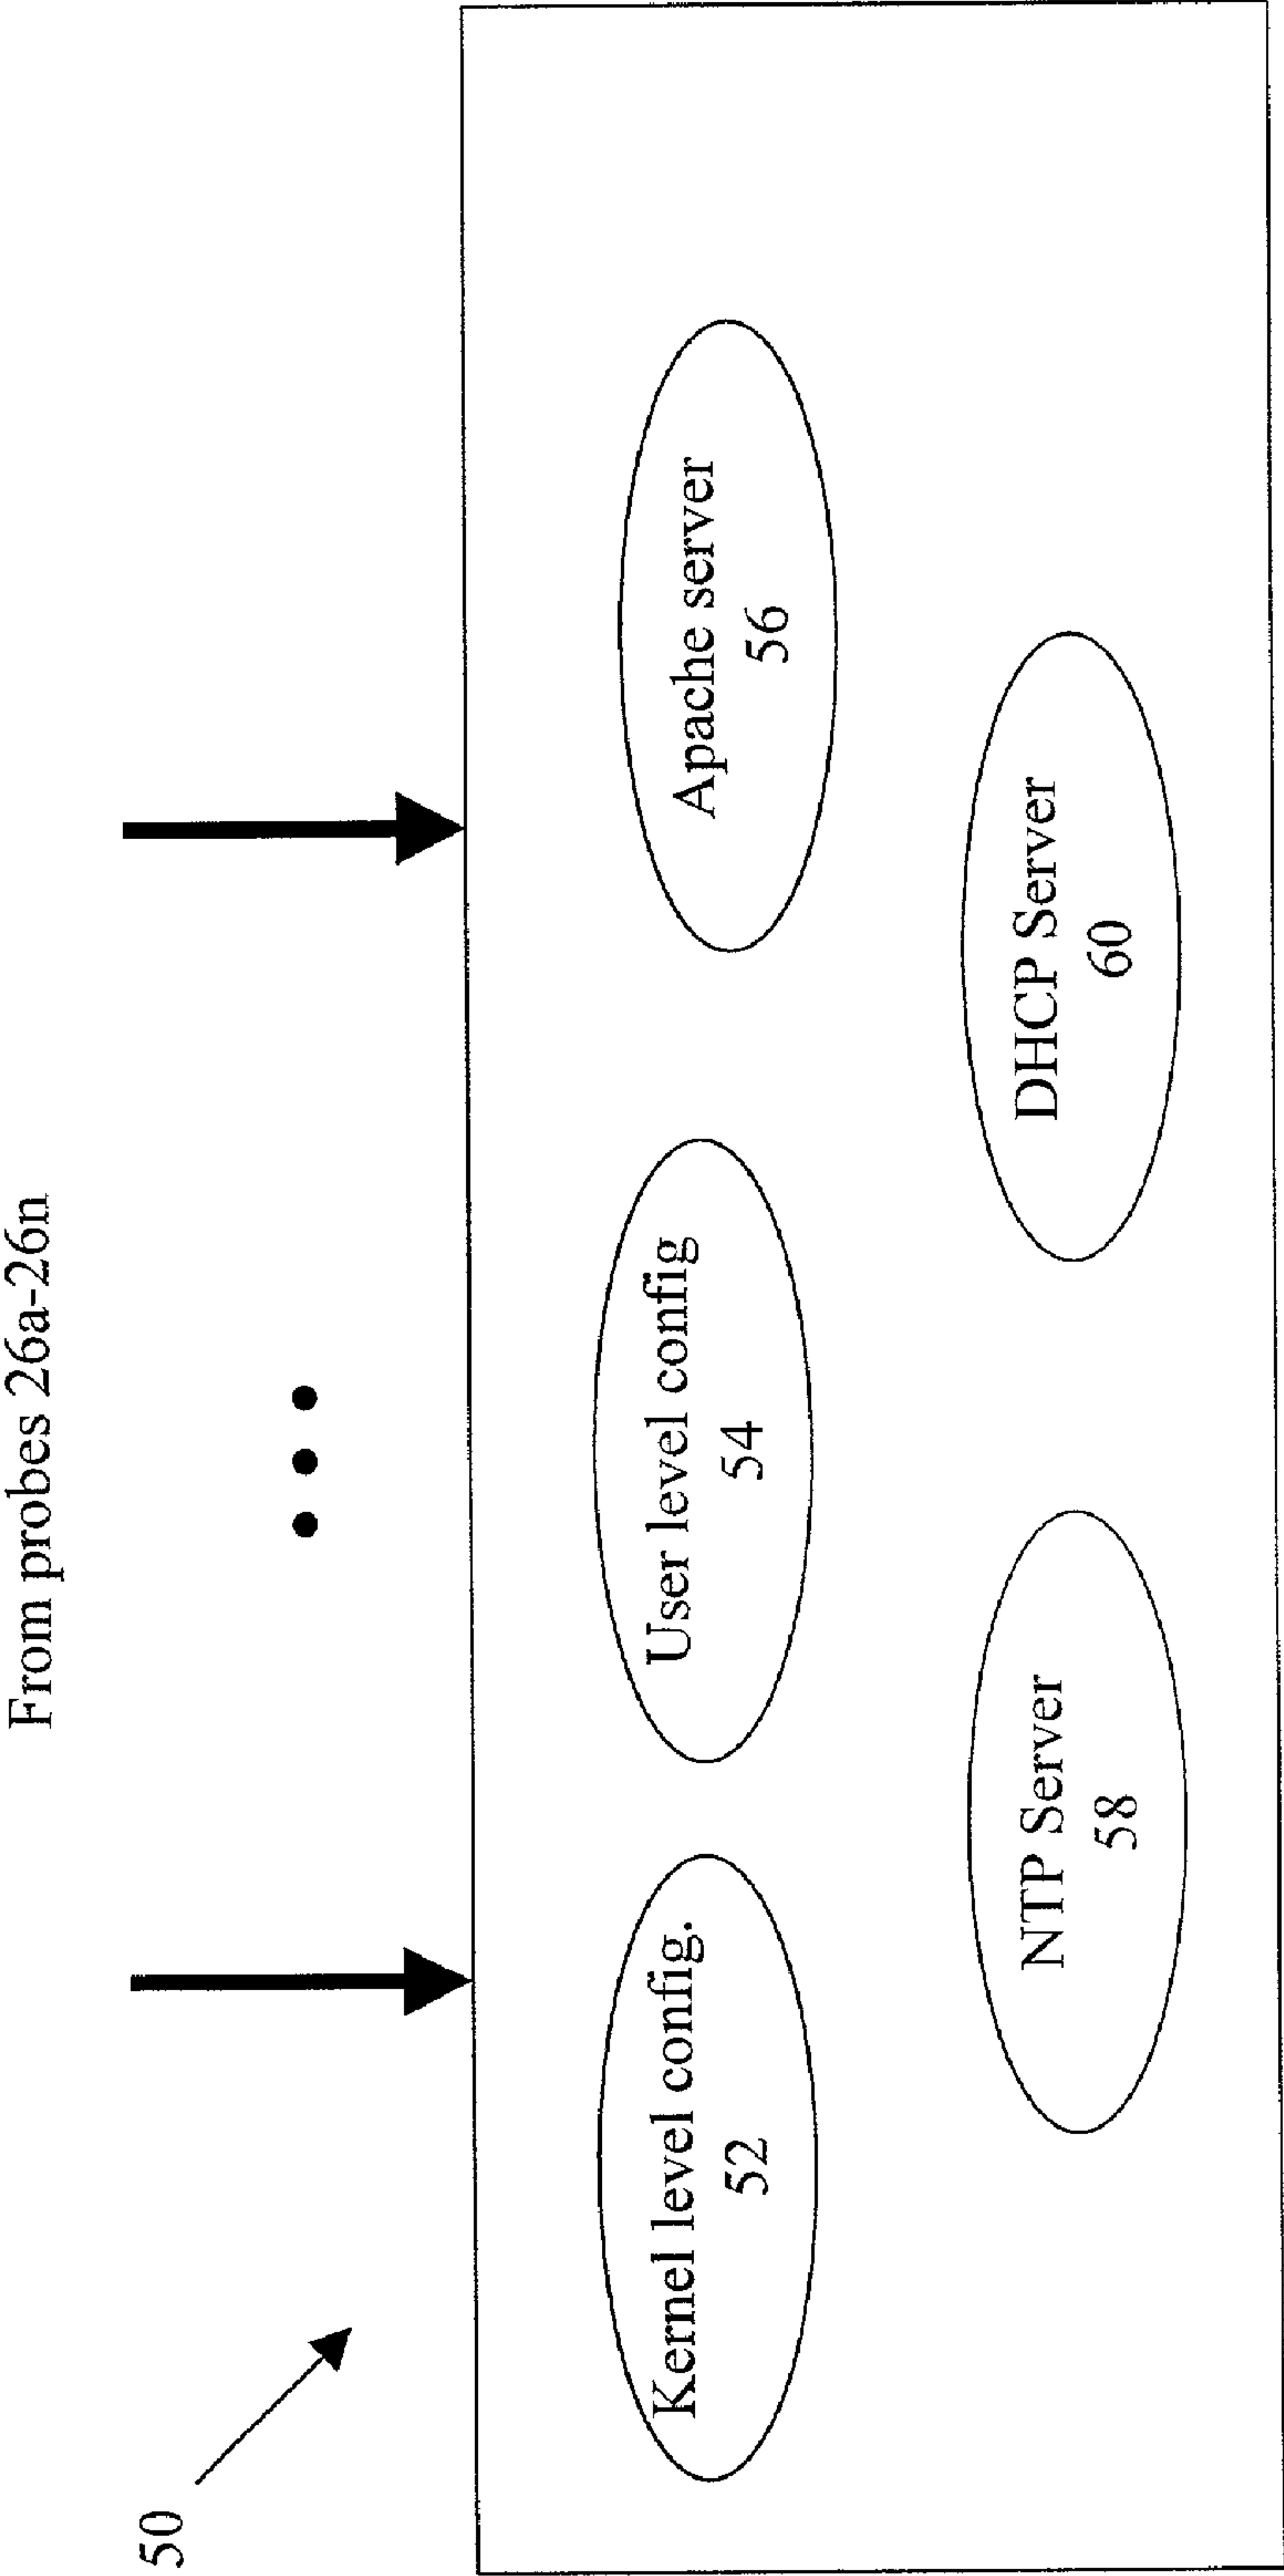 From probes 26a-26n
50
Kernel level config.
52
User level config
54
Apache server
56
NTP Server
58
DHCP Server
60